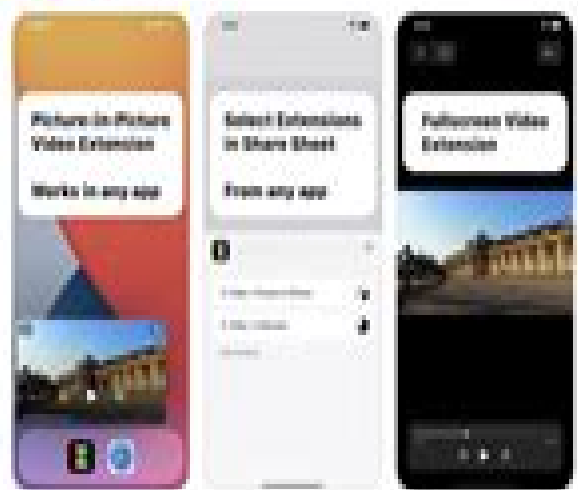 Picture-in-Picture
Video Extension
Works in any app
Select Extensions
in Share Sheet
From any app
Fullscreen Video
Extension